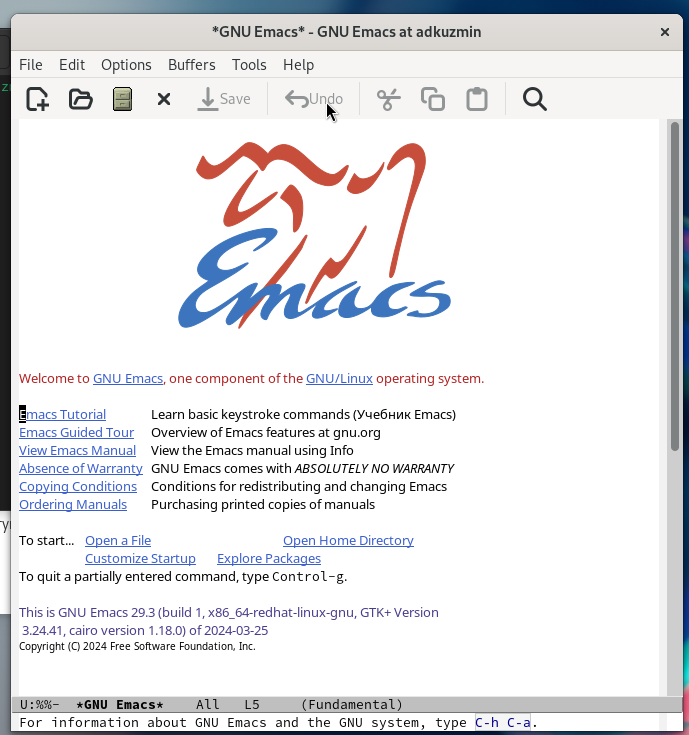 *GNU Emacs* - GNU Emacs at adkuzmin
File Edit Options Buffers Tools Help
Save Undo
Emacs
Welcome to GNU Emacs, one component of the GNU/Linux operating system.
Emacs Tutorial Learn basic keystroke commands (Учебник Emacs)
Emacs Guided Tour Overview of Emacs features at gnu.org
View Emacs Manual View the Emacs manual using Info
Absence of Warranty GNU Emacs comes with ABSOLUTELY NO WARRANTY
Copying Conditions Conditions for redistributing and changing Emacs
Ordering Manuals Purchasing printed copies of manuals
To start... Open a File Open Home Directory
Customize Startup Explore Packages
To quit a partially entered command, type Control-g.
This is GNU Emacs 29.3 (build 1, x86_64-redhat-linux-gnu, GTK+ Version
3.24.41, cairo version 1.18.0) of 2024-03-25
Copyright (C) 2024 Free Software Foundation, Inc.
U:%%- *GNU Emacs* All L5 (Fundamental)
For information about GNU Emacs and the GNU system, type C-h C-a.